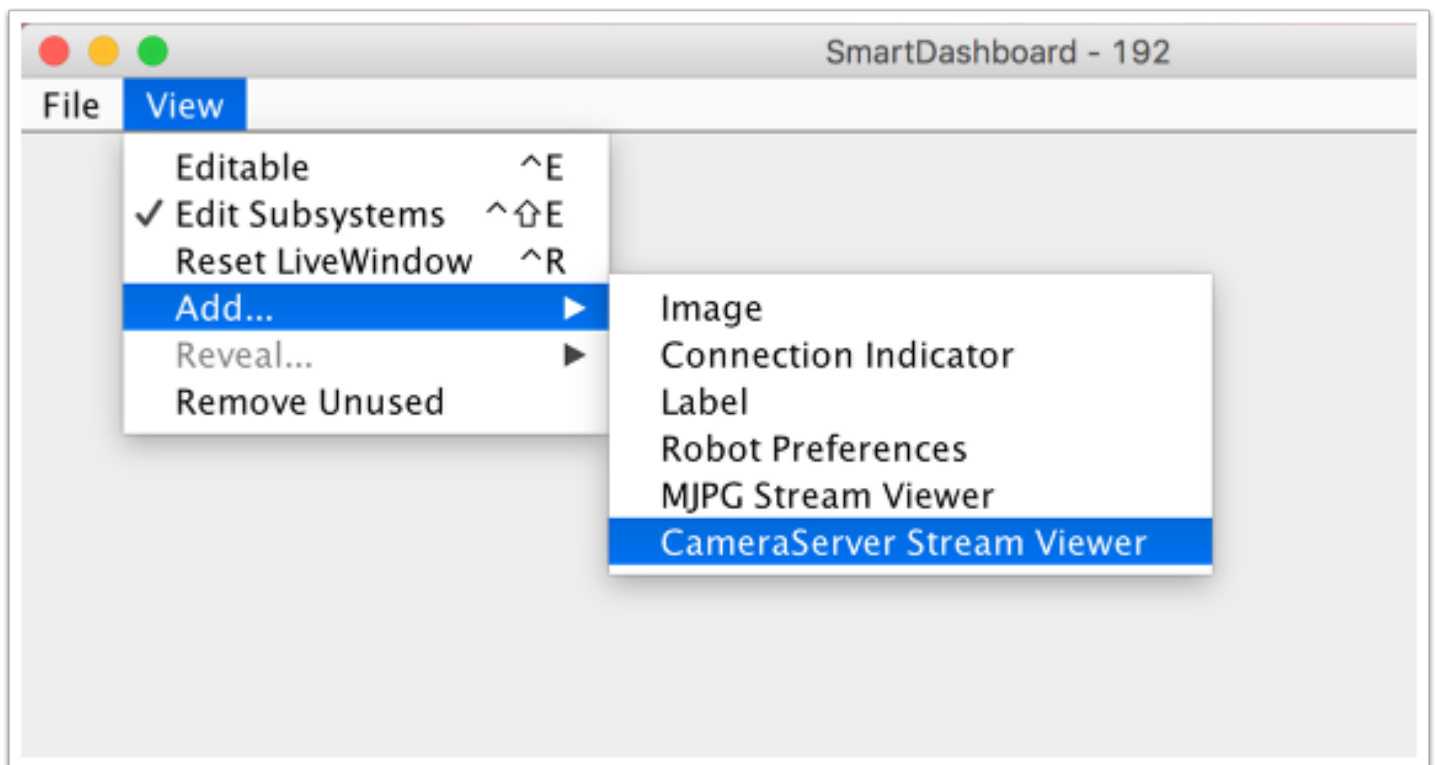 SmartDashboard - 192
File View
Editable ^E
✓ Edit Subsystems ^⇧E
Reset LiveWindow ^R
Add... ▶
Reveal... ▶
Remove Unused
Image
Connection Indicator
Label
Robot Preferences
MJPG Stream Viewer
CameraServer Stream Viewer